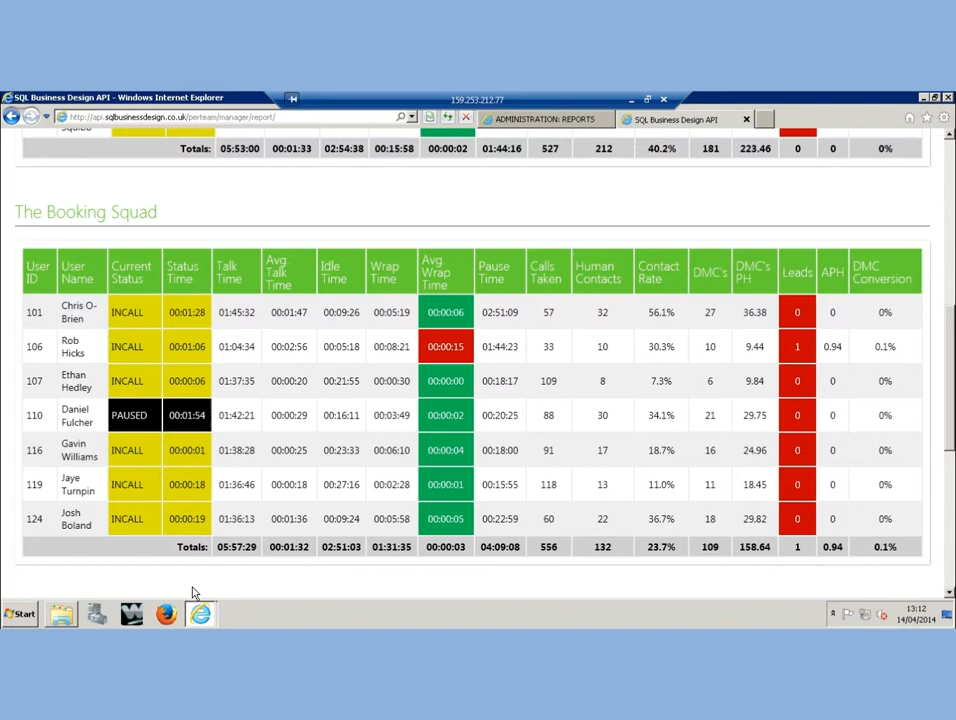 SQL Business Design API - Windows Internet Explorer
159.253.212.77
http://api.sqlbusinessdesign.co.uk/perteam/manager/report/
ADMINISTRATION: REPORTS
SQL Business Design API
Totals: 05:53:00 00:01:33 02:54:38 00:15:58 00:00:02 01:44:16 527 212 40.2% 181 223.46 0 0 0%
The Booking Squad
User ID User Name Current Status Status Time Talk Time Avg. Talk Time Idle Time Wrap Time Avg. Wrap Time Pause Time Calls Taken Human Contacts Contact Rate DMC's DMC's PH Leads APH DMC Conversion
101 Chris O-Brien INCALL 00:01:28 01:45:32 00:01:47 00:09:26 00:05:19 00:00:06 02:51:09 57 32 56.1% 27 36.38 0 0 0%
106 Rob Hicks INCALL 00:01:06 01:04:34 00:02:56 00:05:18 00:08:21 00:00:15 01:44:23 33 10 30.3% 10 9.44 1 0.94 0.1%
107 Ethan Hedley INCALL 00:00:06 01:37:35 00:00:20 00:21:55 00:00:30 00:00:00 00:18:17 109 8 7.3% 6 9.84 0 0 0%
110 Daniel Fulcher PAUSED 00:01:54 01:42:21 00:00:29 00:16:11 00:03:49 00:00:02 00:20:25 88 30 34.1% 21 29.75 0 0 0%
116 Gavin Williams INCALL 00:00:01 01:38:28 00:00:25 00:23:33 00:06:10 00:00:04 00:18:00 91 17 18.7% 16 24.96 0 0 0%
119 Jaye Turnpin INCALL 00:00:18 01:36:46 00:00:18 00:27:16 00:02:28 00:00:01 00:15:55 118 13 11.0% 11 18.45 0 0 0%
124 Josh Boland INCALL 00:00:19 01:36:13 00:01:36 00:09:24 00:05:58 00:00:05 00:22:59 60 22 36.7% 18 29.82 0 0 0%
Totals: 05:57:29 00:01:32 02:51:03 01:31:35 00:00:03 04:09:08 556 132 23.7% 109 158.64 1 0.94 0.1%
Start
13:12
14/04/2014